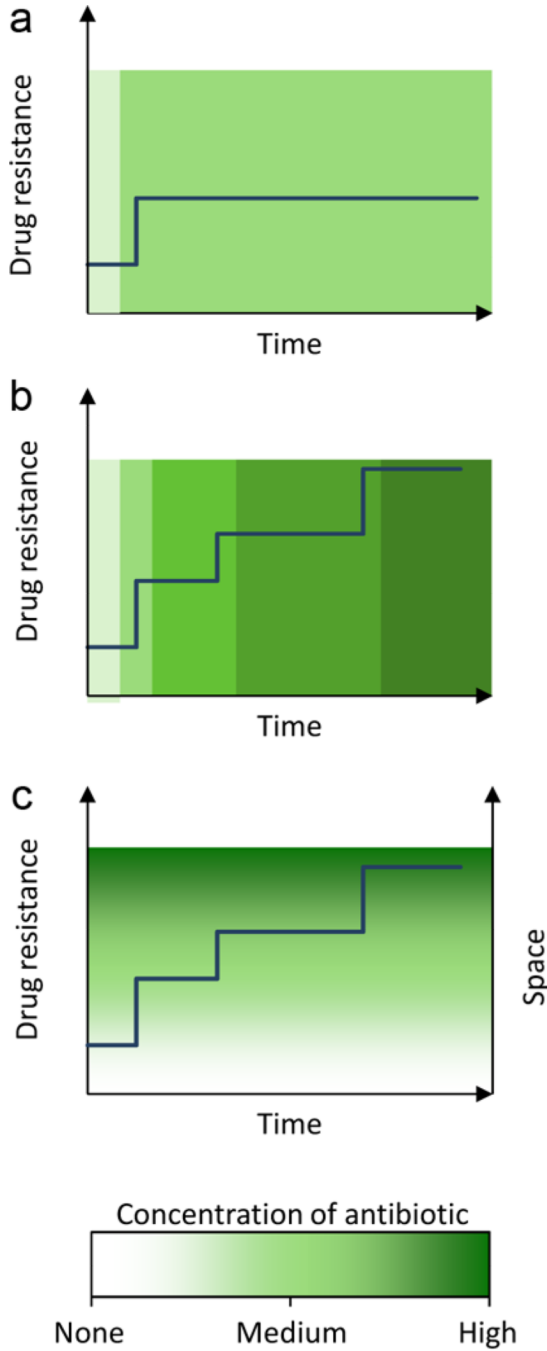 a
Drug resistance
Time
b
Drug resistance
Time
c
Drug resistance
Space
Time
Concentration of antibiotic
None Medium High